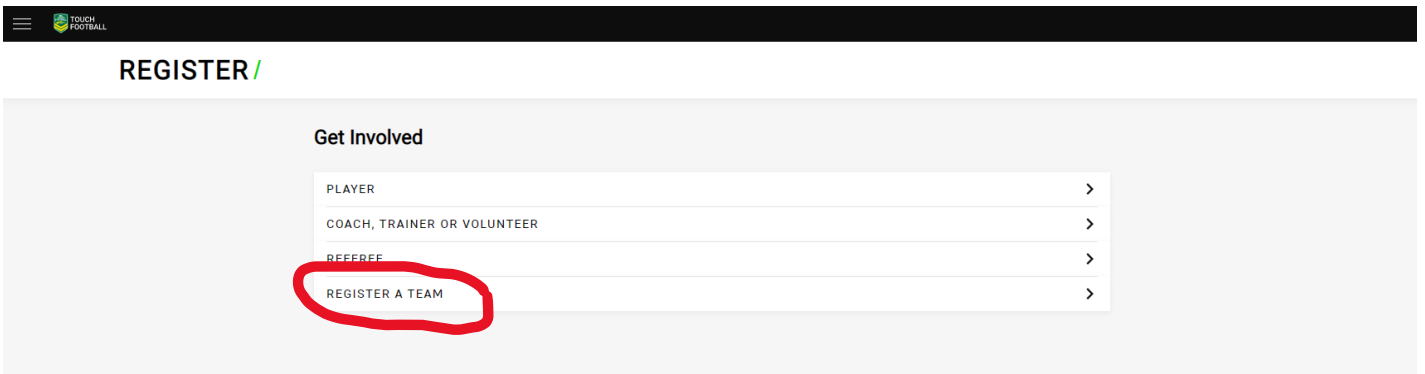 TOUCH
FOOTBALL
REGISTER/
Get Involved
PLAYER
COACH, TRAINER OR VOLUNTEER
REFEREE
REGISTER A TEAM